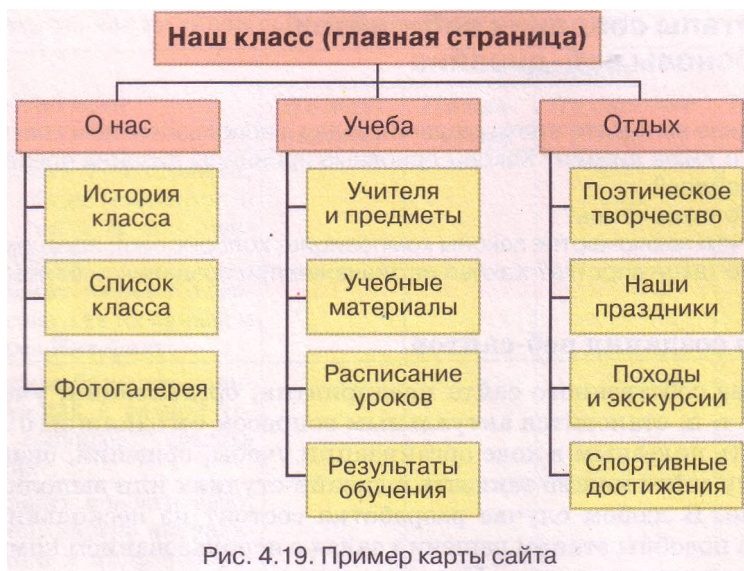 Наш класс (главная страница)
О нас
История
класса
Список
класса
Фотогалерея
Учеба
Учителя
и предметы
Учебные
материалы
Расписание
уроков
Результаты
обучения
Отдых
Поэтическое
творчество
Наши
праздники
Походы
и экскурсии
Спортивные
достижения
Рис. 4.19. Пример карты сайта